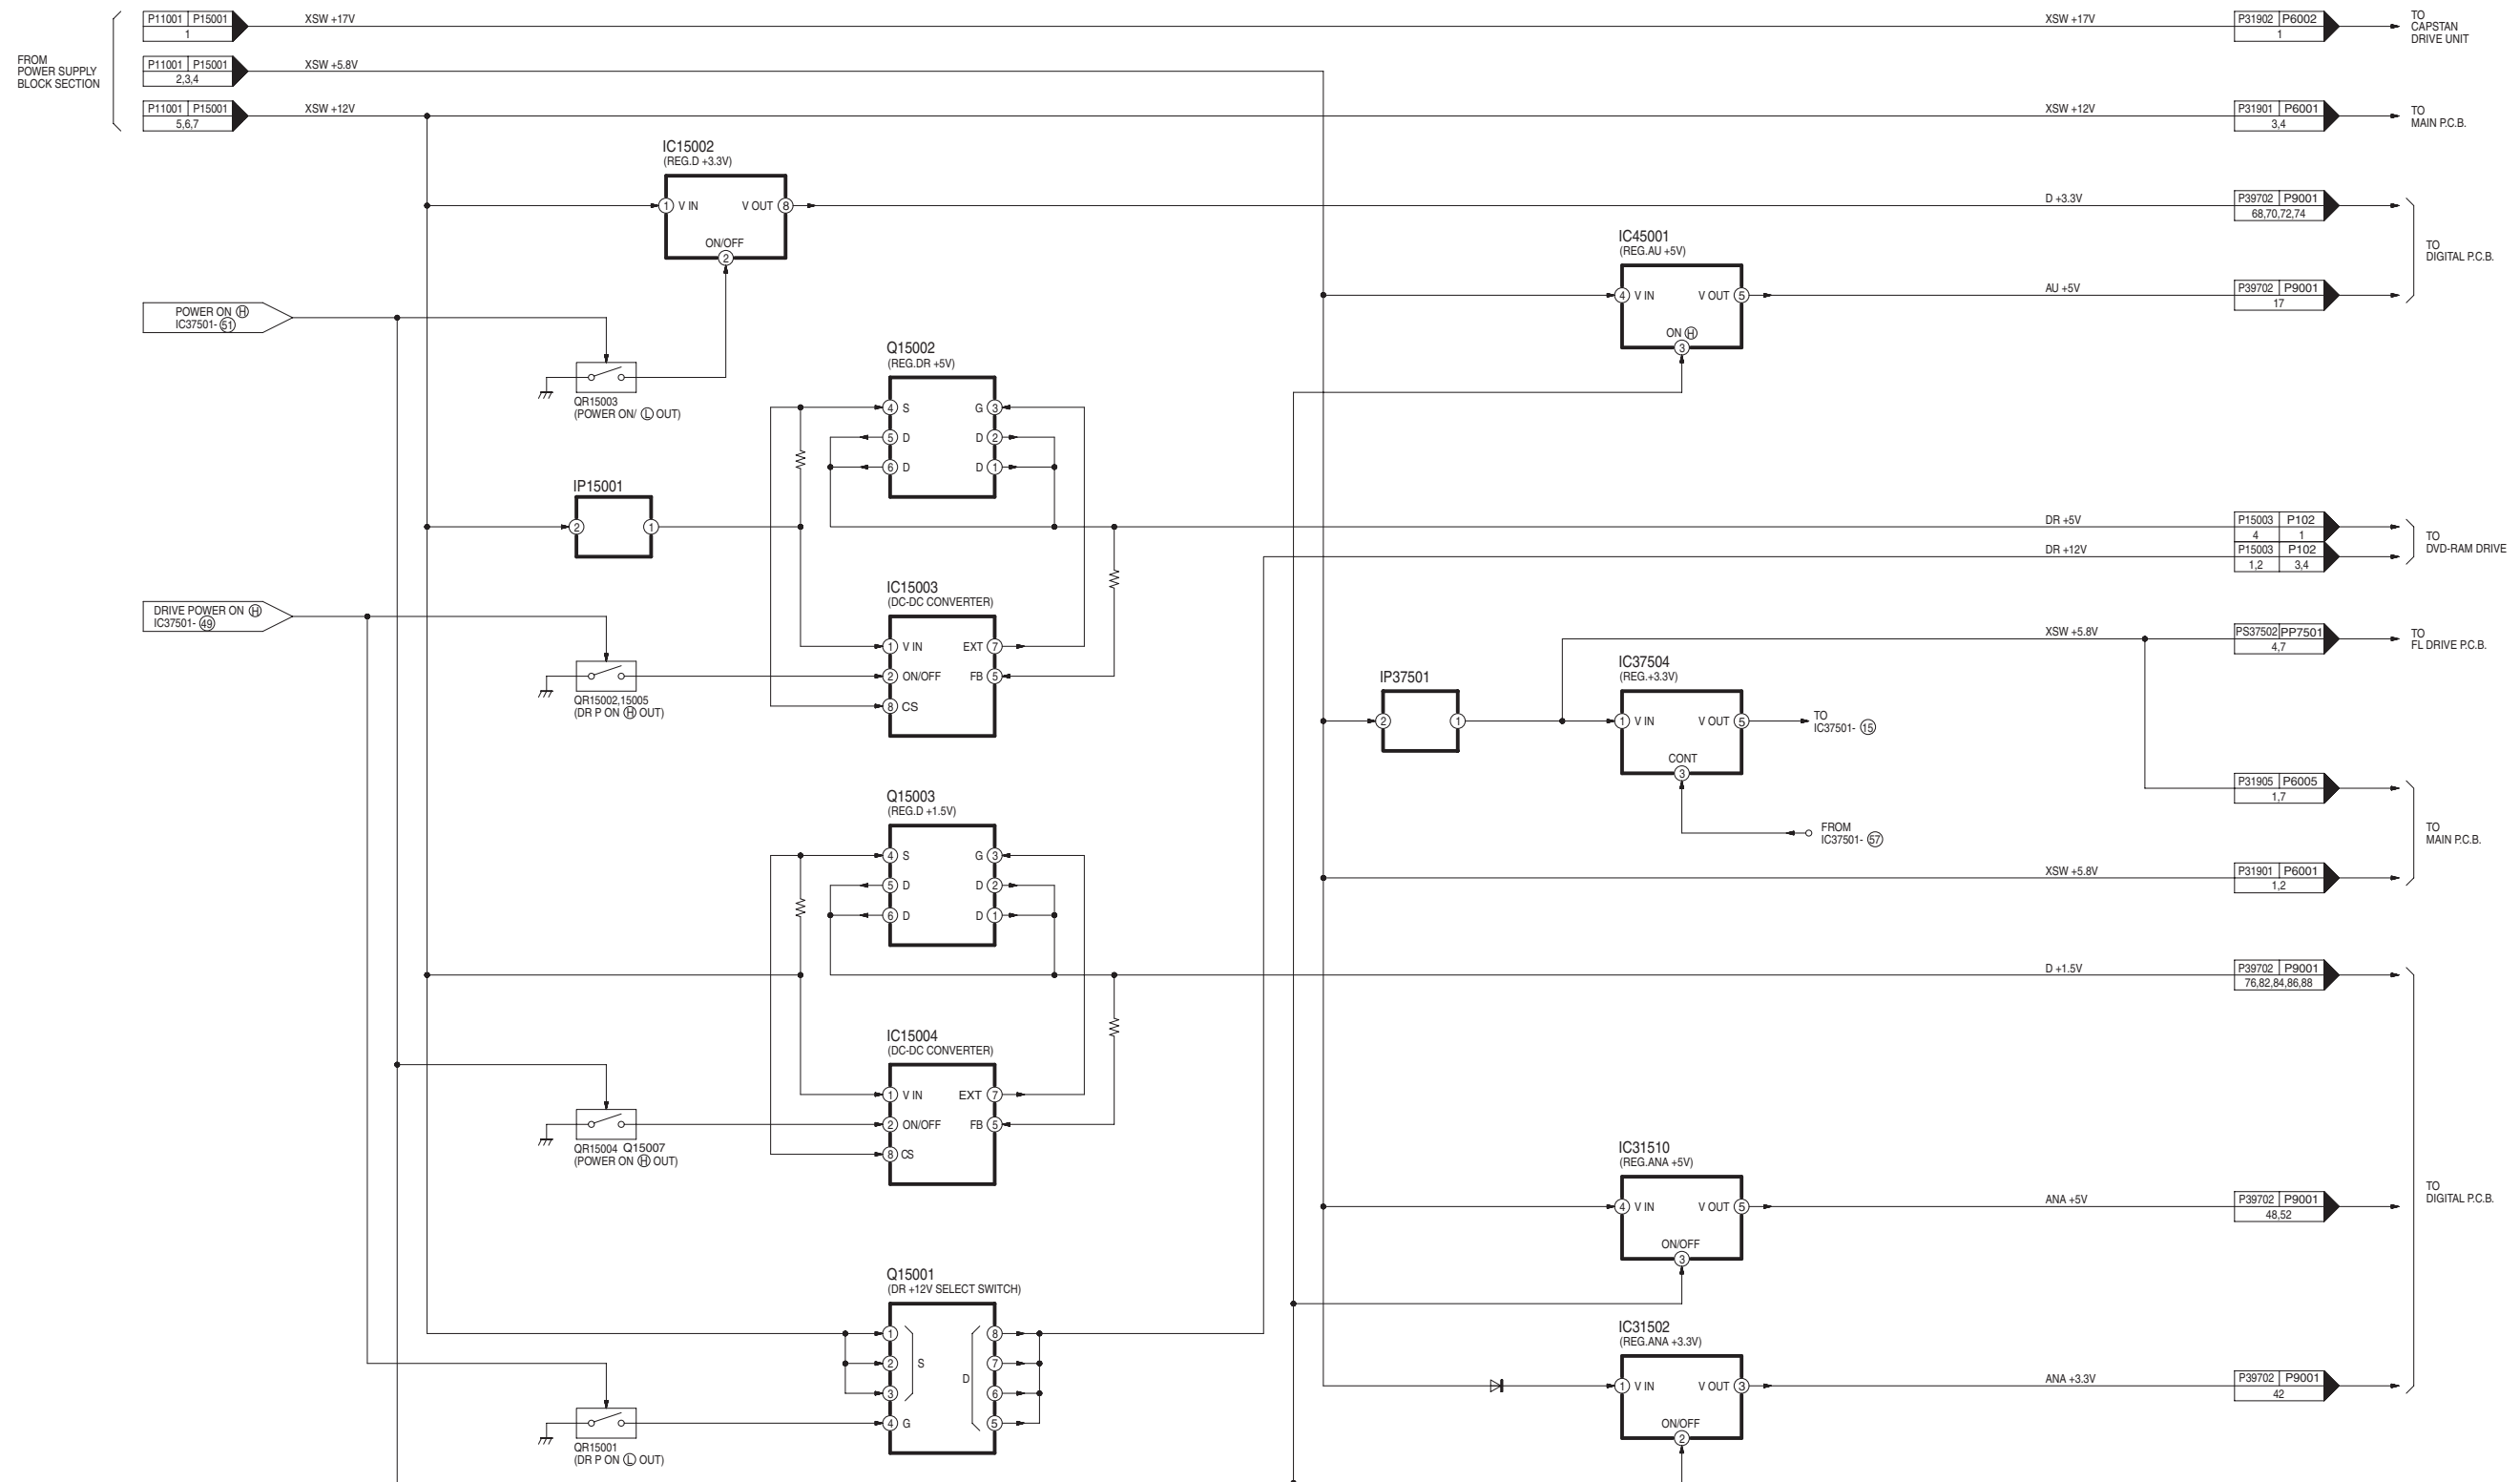 FROM
POWER SUPPLY
BLOCK SECTION
P11001 P15001
1
XSW +17V
XSW +17V
P31902 P6002
1
TO
CAPSTAN
DRIVE UNIT
P11001 P15001
2,3,4
XSW +5.8V
P11001 P15001
5,6,7
XSW +12V
XSW +12V
P31901 P6001
3,4
TO
MAIN P.C.B.
IC15002
(REG.D +3.3V)
1 V IN
V OUT 8
ON/OFF
2
D +3.3V
P39702 P9001
68,70,72,74
TO
DIGITAL P.C.B.
IC45001
(REG.AU +5V)
4 V IN
V OUT 5
ON Ⓗ
3
AU +5V
P39702 P9001
17
POWER ON Ⓗ
IC37501- 51
QR15003
(POWER ON/ Ⓛ OUT)
Q15002
(REG.DR +5V)
4 S
G 3
5 D
D 2
6 D
D 1
IP15001
2
1
DR +5V
P15003 P102
4 1
DR +12V
P15003 P102
1,2 3,4
TO
DVD-RAM DRIVE
IC15003
(DC-DC CONVERTER)
1 V IN
EXT 7
2 ON/OFF
FB 5
8 CS
DRIVE POWER ON Ⓗ
IC37501- 49
QR15002,15005
(DR P ON Ⓗ OUT)
XSW +5.8V
PS37502 PP7501
4,7
TO
FL DRIVE P.C.B.
IP37501
2
1
IC37504
(REG.+3.3V)
1 V IN
V OUT 5
CONT
3
TO
IC37501- 15
FROM
IC37501- 57
P31905 P6005
1,7
TO
MAIN P.C.B.
XSW +5.8V
P31901 P6001
1,2
Q15003
(REG.D +1.5V)
4 S
G 3
5 D
D 2
6 D
D 1
D +1.5V
P39702 P9001
76,82,84,86,88
IC15004
(DC-DC CONVERTER)
1 V IN
EXT 7
2 ON/OFF
FB 5
8 CS
QR15004 Q15007
(POWER ON Ⓗ OUT)
IC31510
(REG.ANA +5V)
4 V IN
V OUT 5
ON/OFF
3
ANA +5V
P39702 P9001
48,52
TO
DIGITAL P.C.B.
Q15001
(DR +12V SELECT SWITCH)
1
8
2
S
7
3
D
6
4 G
5
QR15001
(DR P ON Ⓛ OUT)
IC31502
(REG.ANA +3.3V)
1 V IN
V OUT 3
ON/OFF
2
ANA +3.3V
P39702 P9001
42